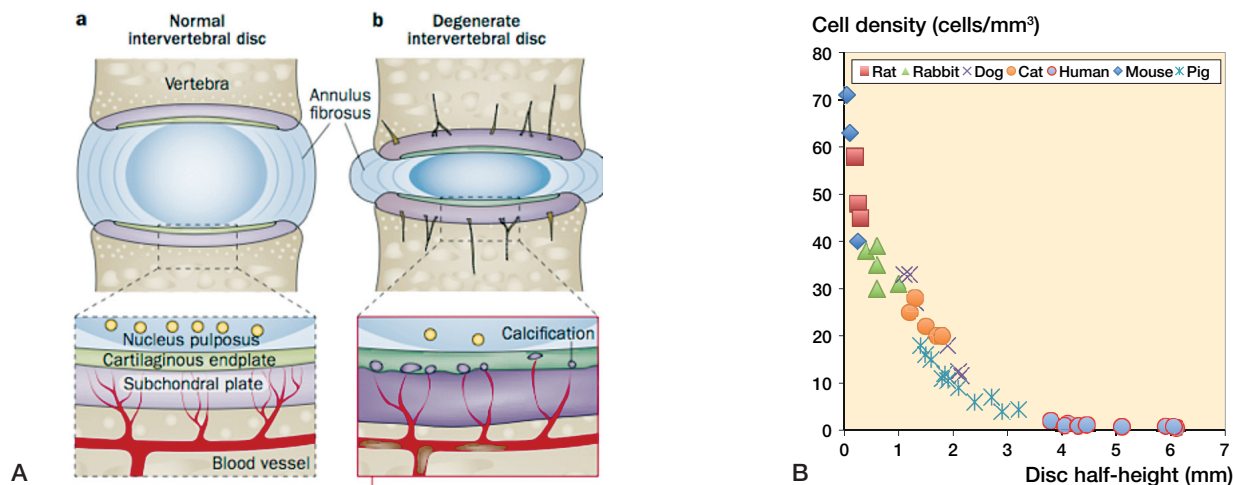 a
Normal
intervertebral disc
b
Degenerate
intervertebral disc
Vertebra
Annulus
fibrosus
Nucleus pulposus
Cartilaginous endplate
Subchondral plate
Blood vessel
Calcification
A
Cell density (cells/mm³)
80
70
60
50
40
30
20
10
0
Rat Rabbit Dog Cat Human Mouse Pig
0 1 2 3 4 5 6 7
B Disc half-height (mm)